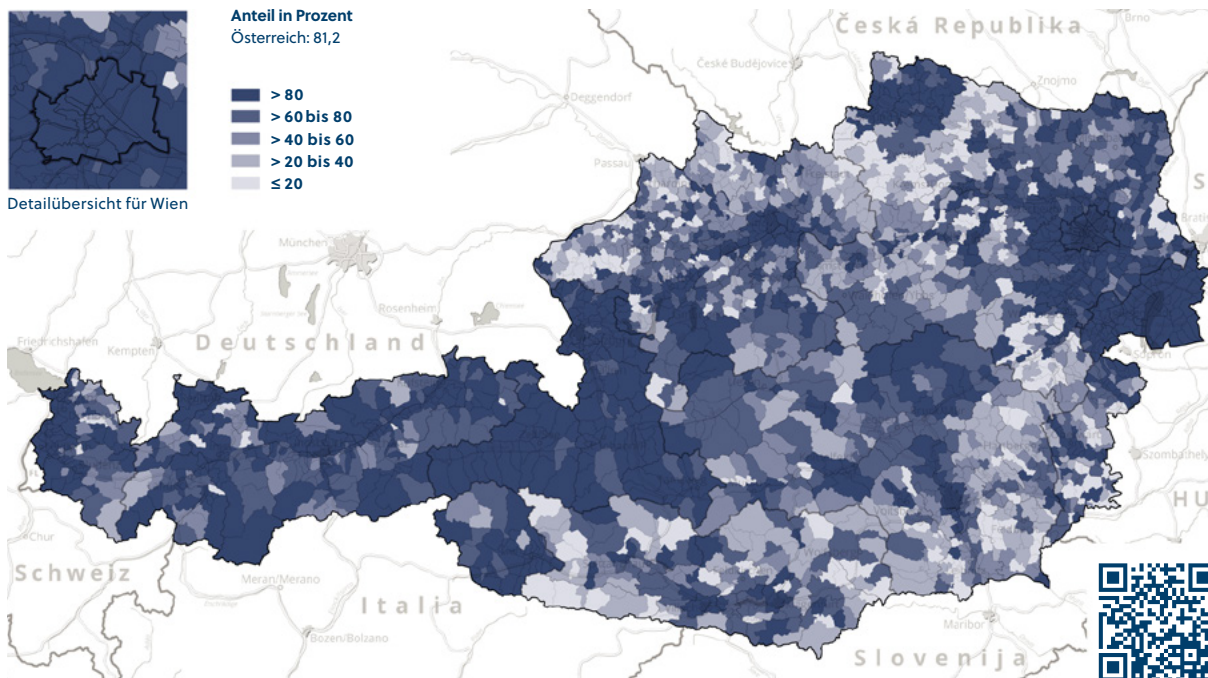 Anteil in Prozent
Österreich: 81,2
> 80
> 60 bis 80
> 40 bis 60
> 20 bis 40
≤ 20
Detailübersicht für Wien
Česká Republika
Brno
České Budějovice
Znojmo
Deggendorf
Passau
München
Rosenheim
Deutschland
Friedrichshafen
Kempten
Sopron
Szombathely
HU
Chur
Schweiz
Meran/Merano
Italia
Bozen/Bolzano
Maribor
Slovenija